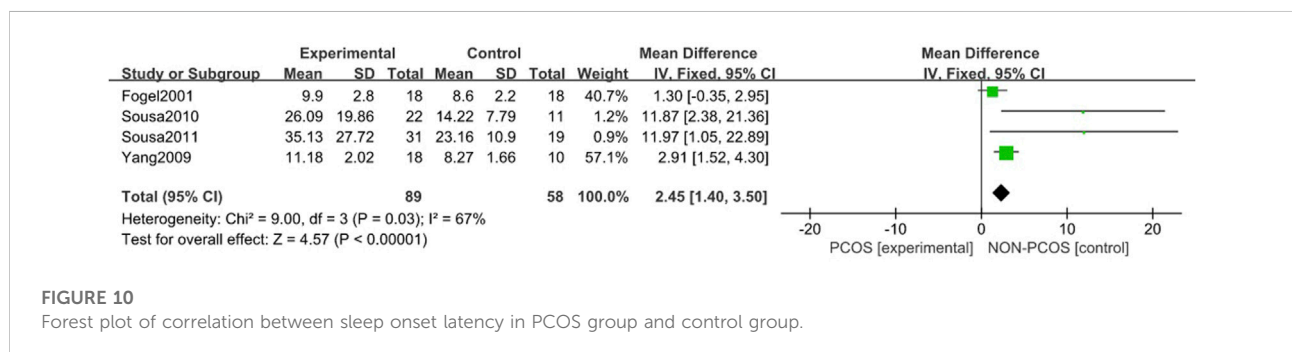 Experimental Control Mean Difference Mean Difference
Study or Subgroup Mean SD Total Mean SD Total Weight IV, Fixed, 95% CI IV, Fixed, 95% CI
Fogel2001 9.9 2.8 18 8.6 2.2 18 40.7% 1.30 [-0.35, 2.95]
Sousa2010 26.09 19.86 22 14.22 7.79 11 1.2% 11.87 [2.38, 21.36]
Sousa2011 35.13 27.72 31 23.16 10.9 19 0.9% 11.97 [1.05, 22.89]
Yang2009 11.18 2.02 18 8.27 1.66 10 57.1% 2.91 [1.52, 4.30]
Total (95% CI) 89 58 100.0% 2.45 [1.40, 3.50]
Heterogeneity: Chi² = 9.00, df = 3 (P = 0.03); I² = 67%
Test for overall effect: Z = 4.57 (P < 0.00001)
-20 -10 0 10 20
PCOS [experimental] NON-PCOS [control]
FIGURE 10
Forest plot of correlation between sleep onset latency in PCOS group and control group.